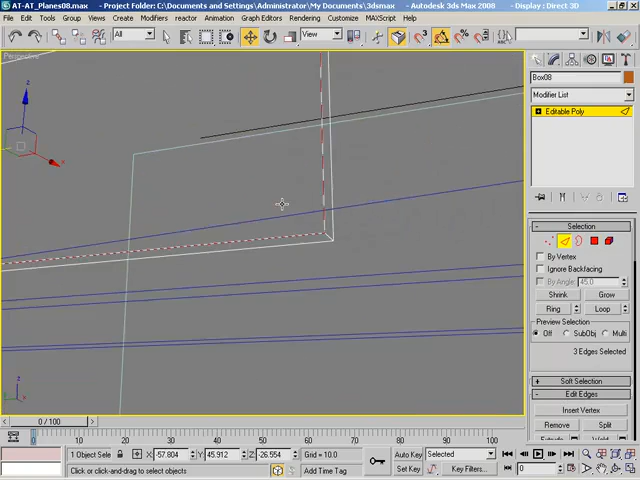 AT-AT_Planes08.max - Project Folder: C:\Documents and Settings\Administrator\My Documents\3dsmax - Autodesk 3ds Max 2008 - Display : Direct 3D
File Edit Tools Group Views Create Modifiers reactor Animation Graph Editors Rendering Customize MAXScript Help
All View
Perspective
z
x
Box08
Modifier List
Editable Poly
Selection
By Vertex
Ignore Backfacing
By Angle: 45.0
Shrink Grow
Ring Loop
Preview Selection
Off SubObj Multi
3 Edges Selected
Soft Selection
Edit Edges
Insert Vertex
Remove Split
0 / 100
0 10 20 30 40 50 60 70 80 90 100
1 Object Sele X: -57.804 Y: 45.912 Z: -26.554 Grid = 10.0 Auto Key Selected
Click or click-and-drag to select objects Add Time Tag Set Key Key Filters... 0